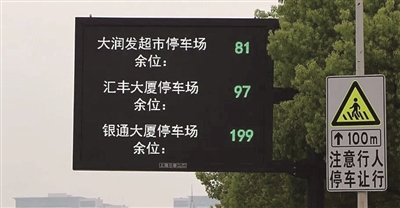 大润发超市停车场 81
余位：
汇丰大厦停车场 97
余位：
银通大厦停车场 199
余位：
↑100m
注意行人
停车让行